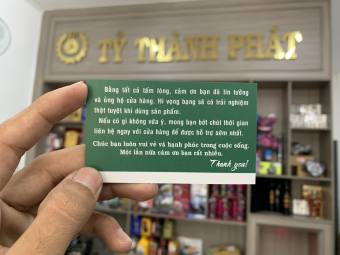 TÝ THÀNH PHÁT
Bằng tất cả tấm lòng, cảm ơn bạn đã tin tưởng
và ủng hộ cửa hàng. Hi vọng bạn sẽ có trải nghiệm
thật tuyệt khi dùng sản phẩm.
Nếu có gì không vừa ý, mong bạn bớt chút thời gian
liên hệ ngay với cửa hàng để được hỗ trợ sớm nhất.
Chúc bạn luôn vui vẻ và hạnh phúc trong cuộc sống.
Một lần nữa cảm ơn bạn rất nhiều.
Thank you!